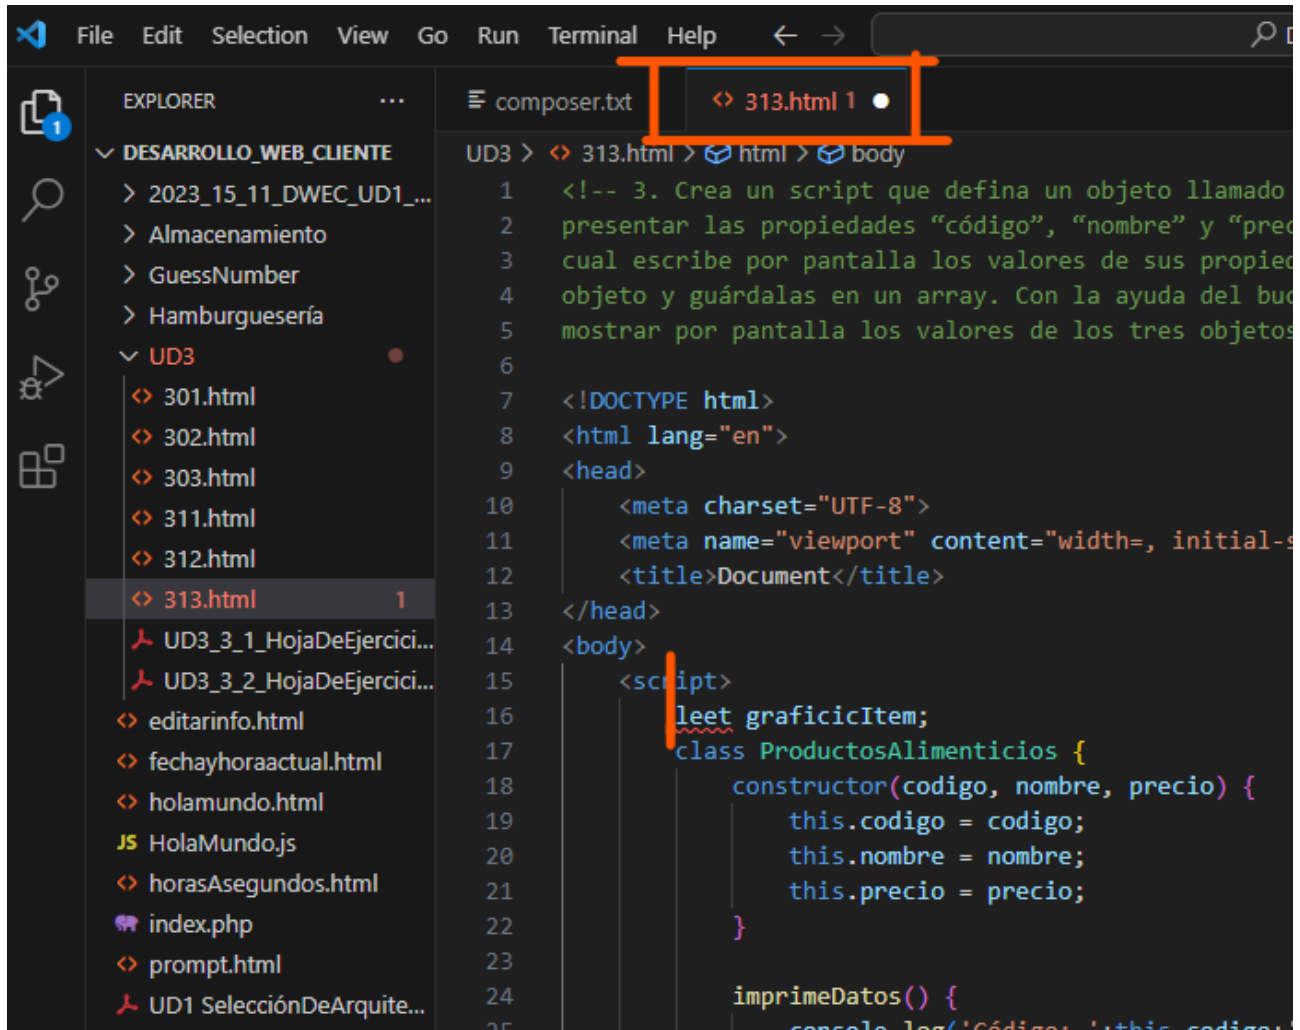 File Edit Selection View Go Run Terminal Help
EXPLORER
DESARROLLO_WEB_CLIENTE
2023_15_11_DWEC_UD1_...
Almacenamiento
GuessNumber
Hamburguesería
UD3
301.html
302.html
303.html
311.html
312.html
313.html 1
UD3_3_1_HojaDeEjercici...
UD3_3_2_HojaDeEjercici...
editarinfo.html
fechayhoraactual.html
holamundo.html
JS HolaMundo.js
horasAsegundos.html
index.php
prompt.html
UD1 SelecciónDeArquite...
1
composer.txt
313.html 1
UD3 > 313.html > html > body
1 <!-- 3. Crea un script que defina un objeto llamado
2 presentar las propiedades “código”, “nombre” y “prec
3 cual escribe por pantalla los valores de sus propied
4 objeto y guárdalas en un array. Con la ayuda del buc
5 mostrar por pantalla los valores de los tres objetos
6
7 <!DOCTYPE html>
8 <html lang="en">
9 <head>
10 <meta charset="UTF-8">
11 <meta name="viewport" content="width=, initial-s
12 <title>Document</title>
13 </head>
14 <body>
15 <script>
16 leet graficicItem;
17 class ProductosAlimenticios {
18 constructor(codigo, nombre, precio) {
19 this.codigo = codigo;
20 this.nombre = nombre;
21 this.precio = precio;
22 }
23
24 imprimeDatos() {
25 console.log('Código: '+this.codigo+'